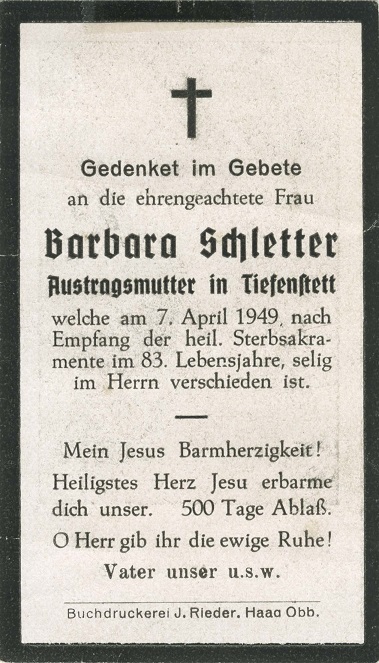 Gedenket im Gebete
an die ehrengeachtete Frau
Barbara Schletter
Austragsmutter in Tiefenstett
welche am 7. April 1949, nach
Empfang der heil. Sterbsakra-
mente im 83. Lebensjahre, selig
im Herrn verschieden ist.
Mein Jesus Barmherzigkeit!
Heiligstes Herz Jesu erbarme
dich unser. 500 Tage Ablaß.
O Herr gib ihr die ewige Ruhe!
Vater unser u.s.w.
Buchdruckerei J. Rieder, Haag Obb.